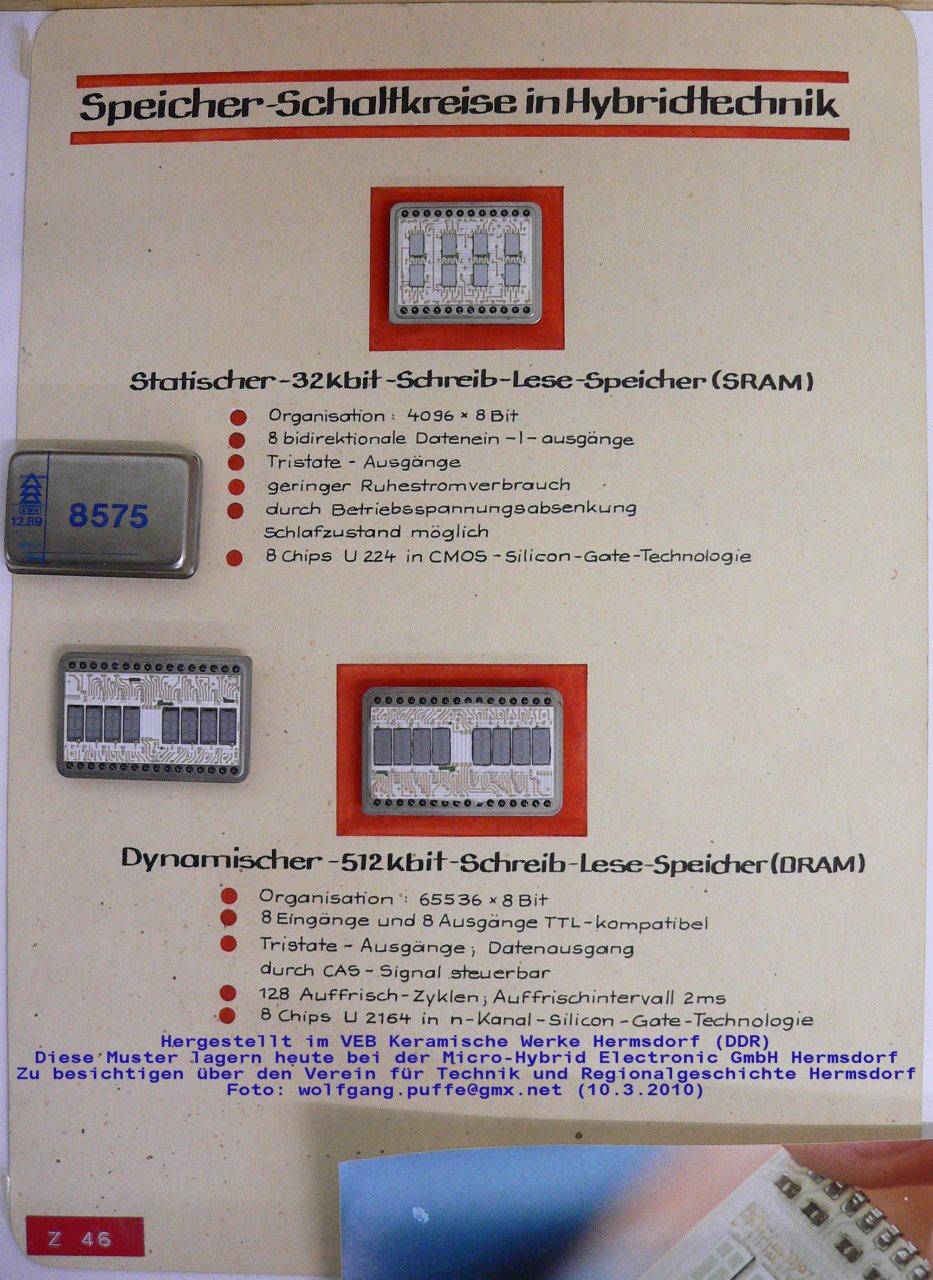 Speicher-Schaltkreise in Hybridtechnik
Statischer-32kbit-Schreib-Lese-Speicher (SRAM)
Organisation: 4096 × 8 Bit
8 bidirektionale Datenein-/-ausgänge
Tristate-Ausgänge
geringer Ruhestromverbrauch
durch Betriebsspannungsabsenkung
Schlafzustand möglich
8 Chips U 224 in CMOS-Silicon-Gate-Technologie
KWH
12.89
8575
Dynamischer-512kbit-Schreib-Lese-Speicher (DRAM)
Organisation: 65536 × 8 Bit
8 Eingänge und 8 Ausgänge TTL-kompatibel
Tristate-Ausgänge; Datenausgang
durch CAS-Signal steuerbar
128 Auffrisch-Zyklen; Auffrischintervall 2ms
8 Chips U 2164 in n-Kanal-Silicon-Gate-Technologie
Hergestellt im VEB Keramische Werke Hermsdorf (DDR)
Diese Muster lagern heute bei der Micro-Hybrid Electronic GmbH Hermsdorf
Zu besichtigen über den Verein für Technik und Regionalgeschichte Hermsdorf
Foto: wolfgang.puffe@gmx.net (10.3.2010)
Z 46